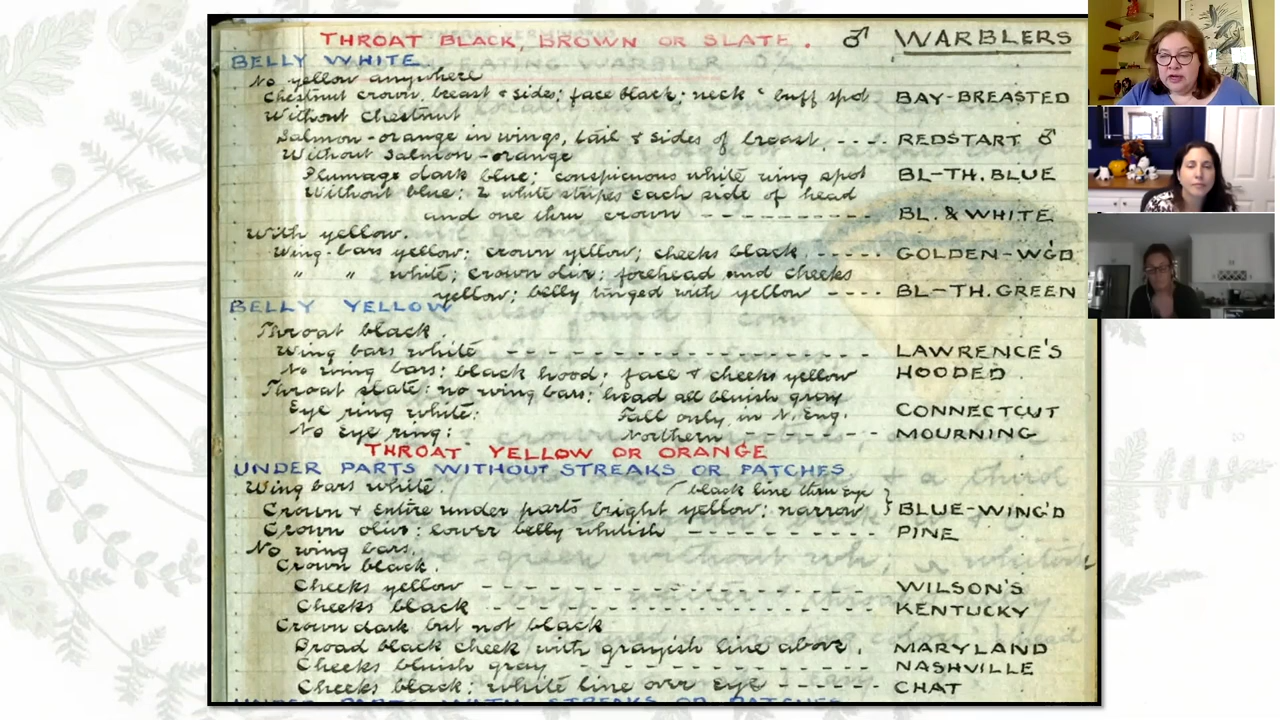 THROAT BLACK, BROWN OR SLATE. ♂ WARBLERS
BELLY WHITE.
No yellow anywhere
Chestnut crown, breast & sides; face black; neck buff spot BAY-BREASTED
Without chestnut
Salmon-orange in wings, tail & sides of breast ---- REDSTART ♂
Without Salmon-orange
Plumage dark blue; conspicuous white wing spot BL-TH. BLUE
Without blue; 2 white stripes each side of head
and one thru crown ---------- BL. & WHITE
With yellow.
Wing-bars yellow; crown yellow; cheeks black ----- GOLDEN-WG'D
" " white; crown oliv; forehead and cheeks
yellow; belly tinged with yellow ---- BL-TH. GREEN
BELLY YELLOW
Throat black.
Wing bars white ---------------- LAWRENCE'S
No wing bars; black hood; face & cheeks yellow HOODED
Throat slate: no wing bars; head all bluish gray
Eye ring white: Fall only, in N. Eng. CONNECTCUT
No Eye ring: Northern ------- MOURNING
THROAT YELLOW OR ORANGE
UNDER PARTS WITHOUT STREAKS OR PATCHES
Wing bars white. black line thru eye
Crown & Entire under parts bright yellow; narrow } BLUE-WING'D
Crown oliv; lower belly whitish ---------- PINE
No wing bars.
Crown black.
Cheeks yellow ----------------- WILSON'S
Cheeks black ----------------- KENTUCKY
Crown dark but not black
Broad black cheek with grayish line above. MARYLAND
Cheeks bluish gray -------------- NASHVILLE
Cheeks black; white line over eye ------ CHAT
UNDER PARTS WITH STREAKS OR PATCHES